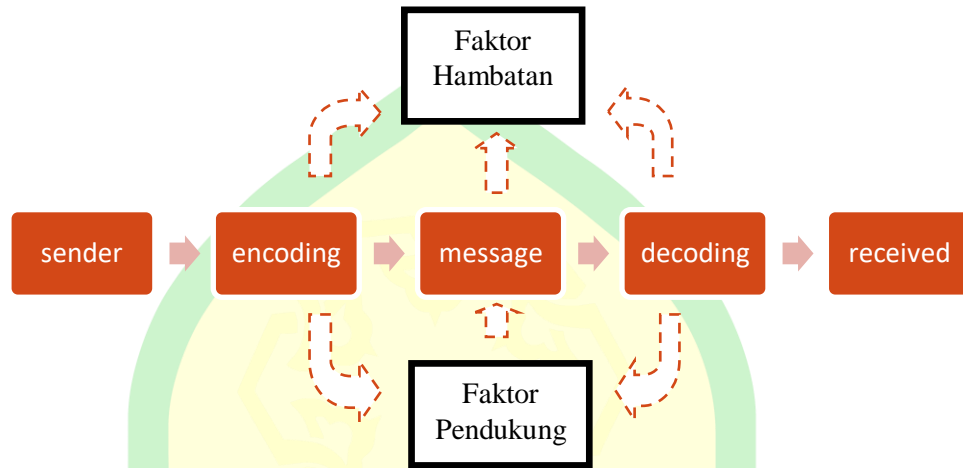 Faktor
Hambatan
sender
encoding
message
decoding
received
Faktor
Pendukung